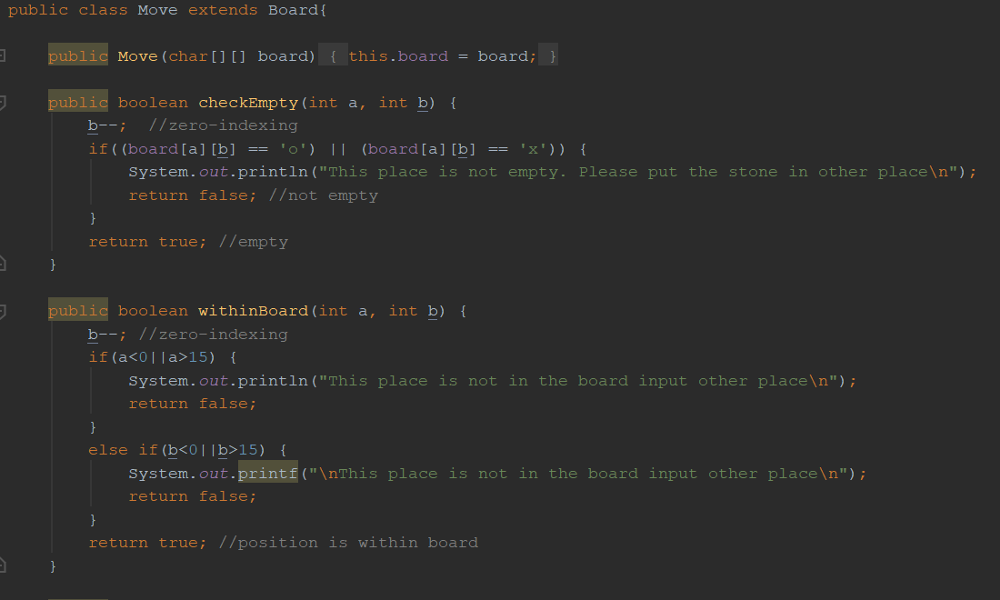 public class Move extends Board{
public Move(char[][] board) { this.board = board; }
public boolean checkEmpty(int a, int b) {
b--;  //zero-indexing
if((board[a][b] == 'o') || (board[a][b] == 'x')) {
System.out.println("This place is not empty. Please put the stone in other place\n");
return false; //not empty
}
return true; //empty
}
public boolean withinBoard(int a, int b) {
b--; //zero-indexing
if(a<0||a>15) {
System.out.println("This place is not in the board input other place\n");
return false;
}
else if(b<0||b>15) {
System.out.printf("\nThis place is not in the board input other place\n");
return false;
}
return true; //position is within board
}